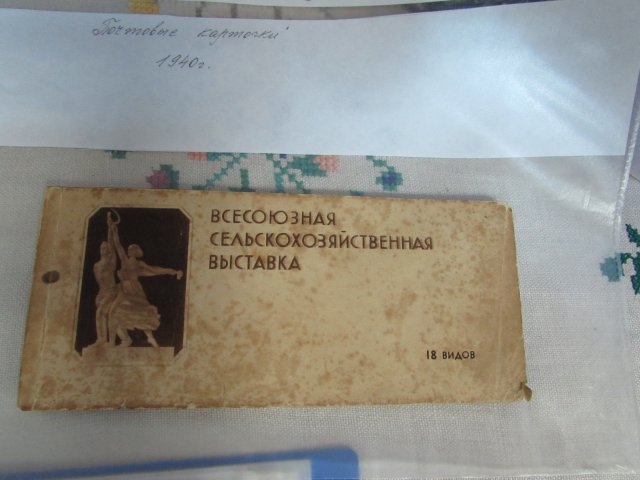 Почтовые карточки
1940г.
ВСЕСОЮЗНАЯ
СЕЛЬСКОХОЗЯЙСТВЕННАЯ
ВЫСТАВКА
18 ВИДОВ